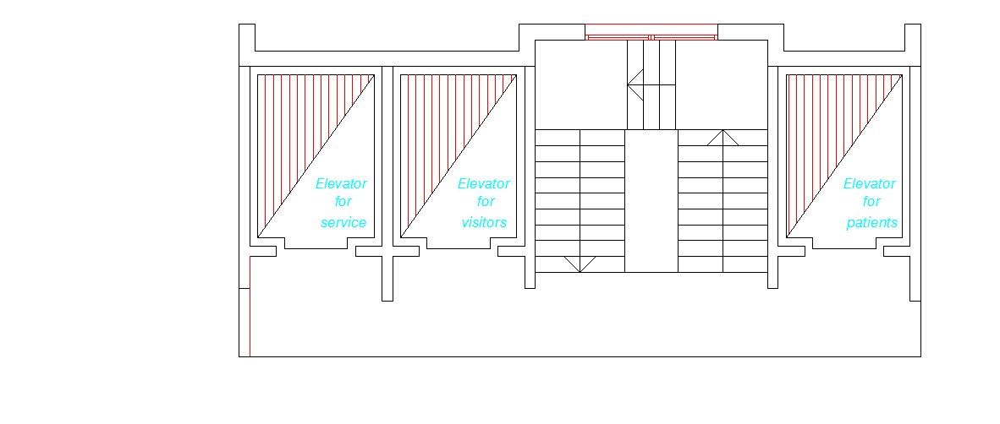 Elevator
for
service
Elevator
for
visitors
Elevator
for
patients